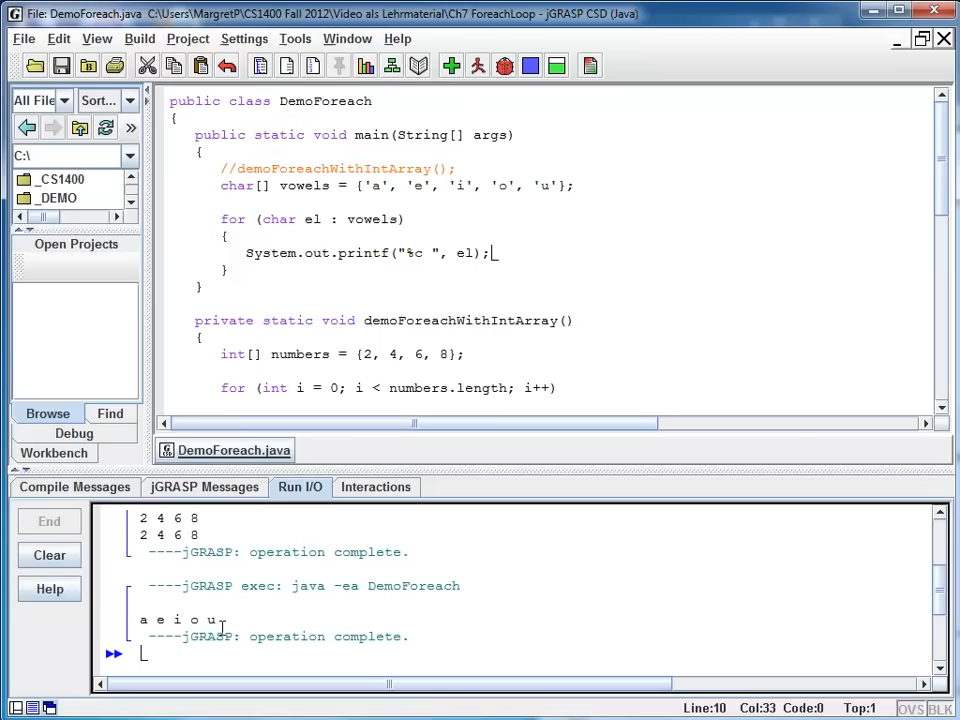 File: DemoForeach.java  C:\Users\MargretP\CS1400 Fall 2012\Video als Lehrmaterial\Ch7 ForeachLoop - jGRASP CSD (Java)
File Edit View Build Project Settings Tools Window Help
All File Sort...
»
C:\
_CS1400
_DEMO
Open Projects
Browse Find
Debug
Workbench
public class DemoForeach
{
public static void main(String[] args)
{
//demoForeachWithIntArray();
char[] vowels = {'a', 'e', 'i', 'o', 'u'};
for (char el : vowels)
{
System.out.printf("%c ", el);
}
}
private static void demoForeachWithIntArray()
{
int[] numbers = {2, 4, 6, 8};
for (int i = 0; i < numbers.length; i++)
DemoForeach.java
Compile Messages jGRASP Messages Run I/O Interactions
End
Clear
Help
2 4 6 8
2 4 6 8
----jGRASP: operation complete.
----jGRASP exec: java -ea DemoForeach
a e i o u
----jGRASP: operation complete.
Line:10 Col:33 Code:0 Top:1 OVS BLK